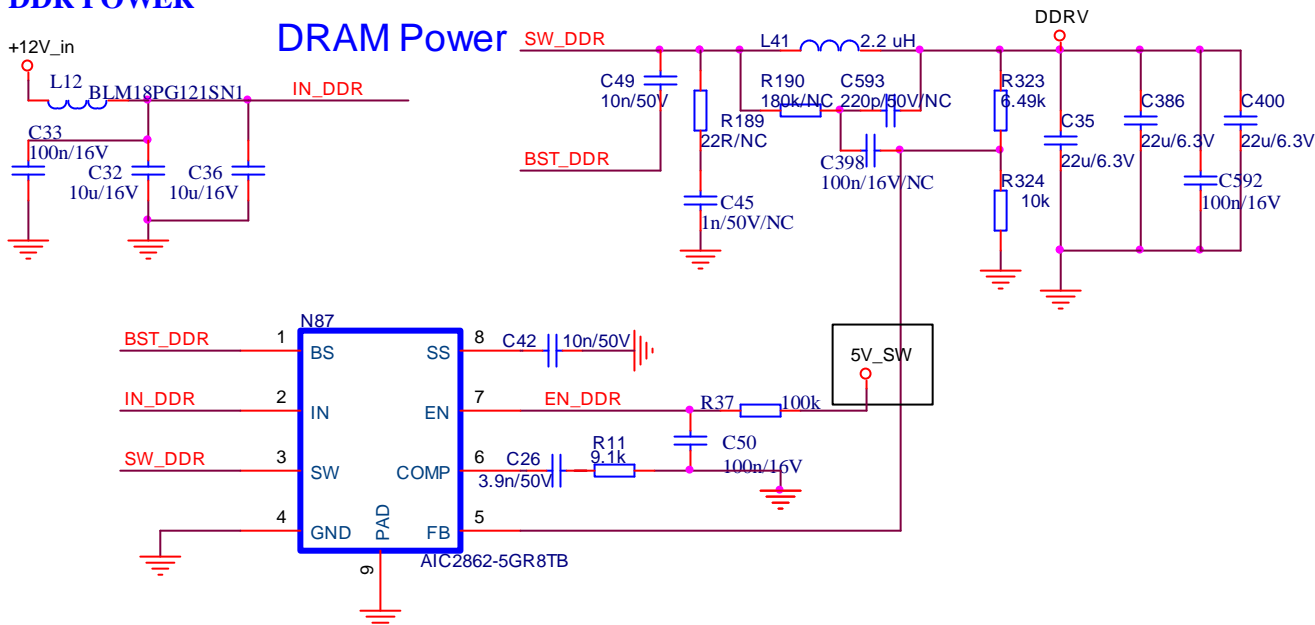 DDR POWER
DRAM Power
+12V_in
L12
BLM18PG121SN1
IN_DDR
C33
100n/16V
C32
10u/16V
C36
10u/16V
SW_DDR
C49
10n/50V
BST_DDR
R189
22R/NC
C45
1n/50V/NC
L41
2.2 uH
R190
180k/NC
C593
220p/50V/NC
C398
100n/16V/NC
DDRV
R323
6.49k
R324
10k
C35
22u/6.3V
C386
22u/6.3V
C592
100n/16V
C400
22u/6.3V
N87
BST_DDR
1
BS
IN_DDR
2
IN
SW_DDR
3
SW
4
GND
PAD
9
8
SS
7
EN
6
COMP
5
FB
AIC2862-5GR8TB
C42
10n/50V
EN_DDR
R37
100k
5V_SW
C26
3.9n/50V
R11
9.1k
C50
100n/16V